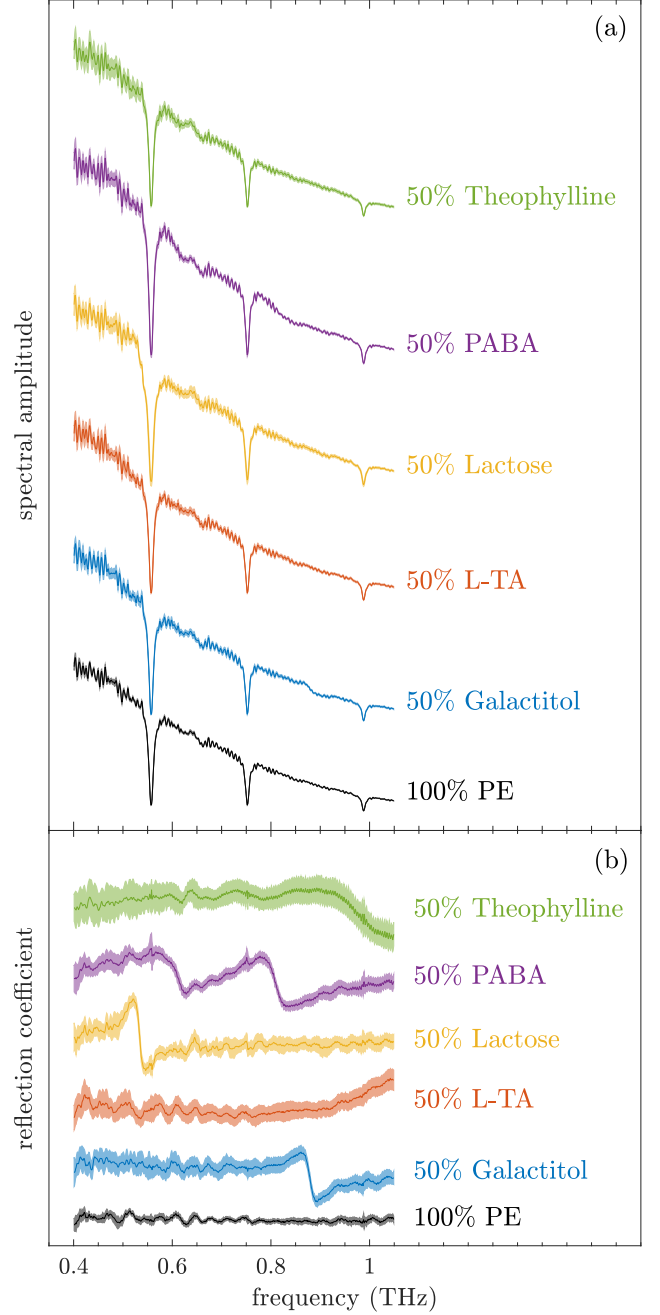 (a)
50% Theophylline
50% PABA
50% Lactose
50% L-TA
50% Galactitol
100% PE
spectral amplitude
(b)
50% Theophylline
50% PABA
50% Lactose
50% L-TA
50% Galactitol
100% PE
reflection coefficient
0.4 0.6 0.8 1
frequency (THz)